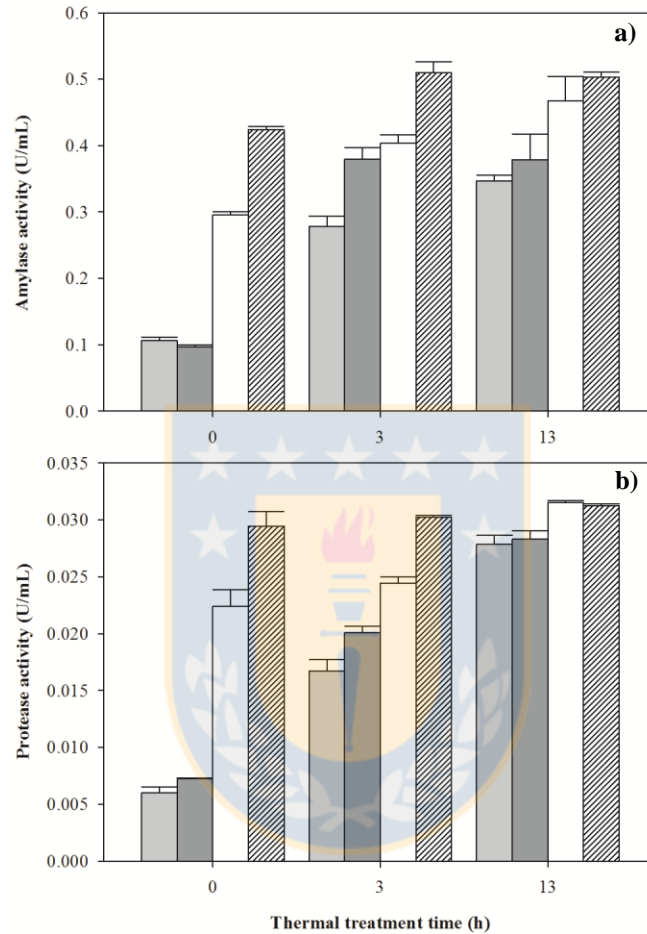 a)
0.6
0.5
0.4
0.3
0.2
0.1
0.0
Amylase activity (U/mL)
0 3 13
b)
0.035
0.030
0.025
0.020
0.015
0.010
0.005
0.000
Protease activity (U/mL)
0 3 13
Thermal treatment time (h)